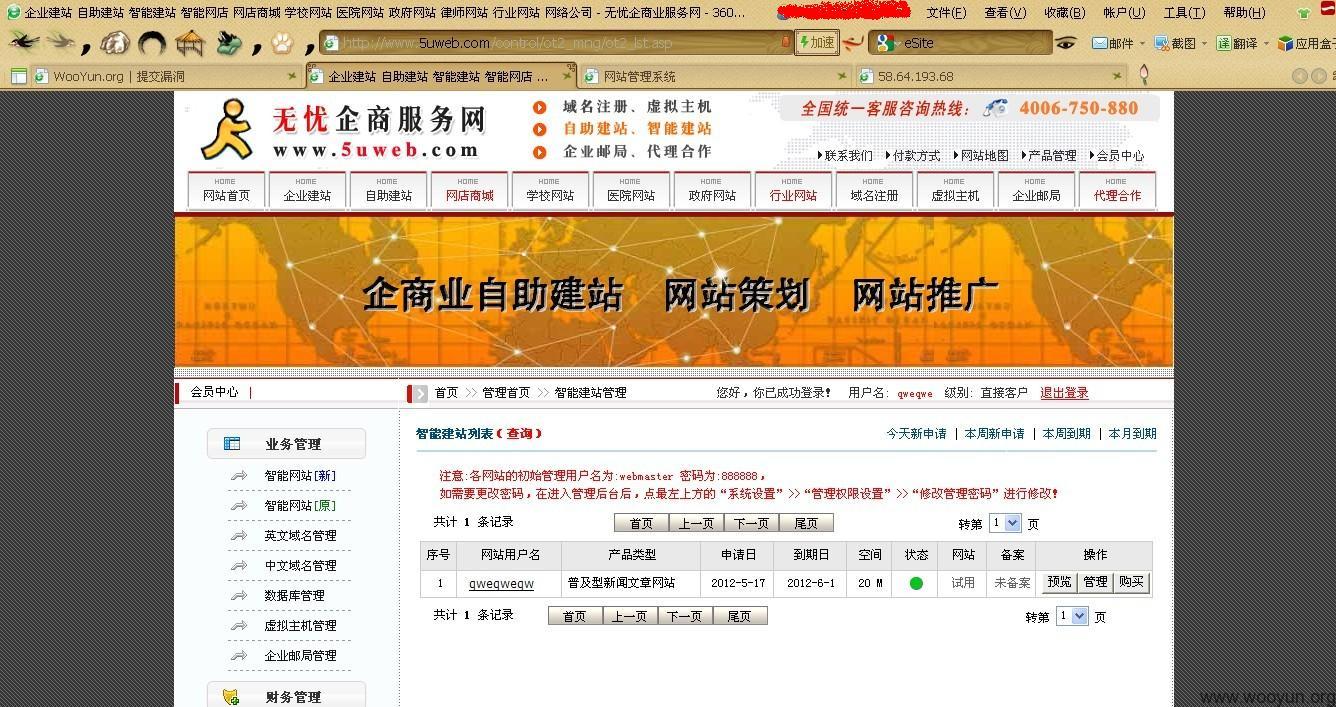 企业建站 自助建站 智能建站 智能网店 网店商城 学校网站 医院网站 政府网站 律师网站 行业网站 网络公司 - 无忧企商业服务网 - 360...
文件(F) 查看(V) 收藏(B) 帐户(U) 工具(T) 帮助(H)
http://www.5uweb.com/control/ot2_mng/ot2_lst.asp
加速
eSite
邮件 截图 翻译 应用盒子
WooYun.org | 提交漏洞
企业建站 自助建站 智能建站 智能网店 ...
网站管理系统
58.64.193.68
无忧企商服务网
www.5uweb.com
域名注册、虚拟主机
自助建站、智能建站
企业邮局、代理合作
全国统一客服咨询热线: 4006-750-880
联系我们 付款方式 网站地图 产品管理 会员中心
HOME HOME HOME HOME HOME HOME HOME HOME HOME HOME HOME HOME
网站首页 企业建站 自助建站 网店商城 学校网站 医院网站 政府网站 行业网站 域名注册 虚拟主机 企业邮局 代理合作
企商业自助建站 网站策划 网站推广
会员中心 |
首页 >> 管理首页 >> 智能建站管理
您好，你已成功登录! 用户名: qweqwe 级别: 直接客户 退出登录
业务管理
智能网站[新]
智能网站[原]
英文域名管理
中文域名管理
数据库管理
虚拟主机管理
企业邮局管理
财务管理
智能建站列表 ( 查询 )
今天新申请 | 本周新申请 | 本周到期 | 本月到期
注意:各网站的初始管理用户名为:webmaster 密码为:888888，
如需要更改密码，在进入管理后台后，点最左上方的“系统设置”>>“管理权限设置”>>“修改管理密码”进行修改!
共计 1 条记录 首页 上一页 下一页 尾页 转第 1 页
序号 网站用户名 产品类型 申请日 到期日 空间 状态 网站 备案 操作
1 qweqweqw 普及型新闻文章网站 2012-5-17 2012-6-1 20 M 试用 未备案 预览 管理 购买
共计 1 条记录 首页 上一页 下一页 尾页 转第 1 页
www.wooyun.org